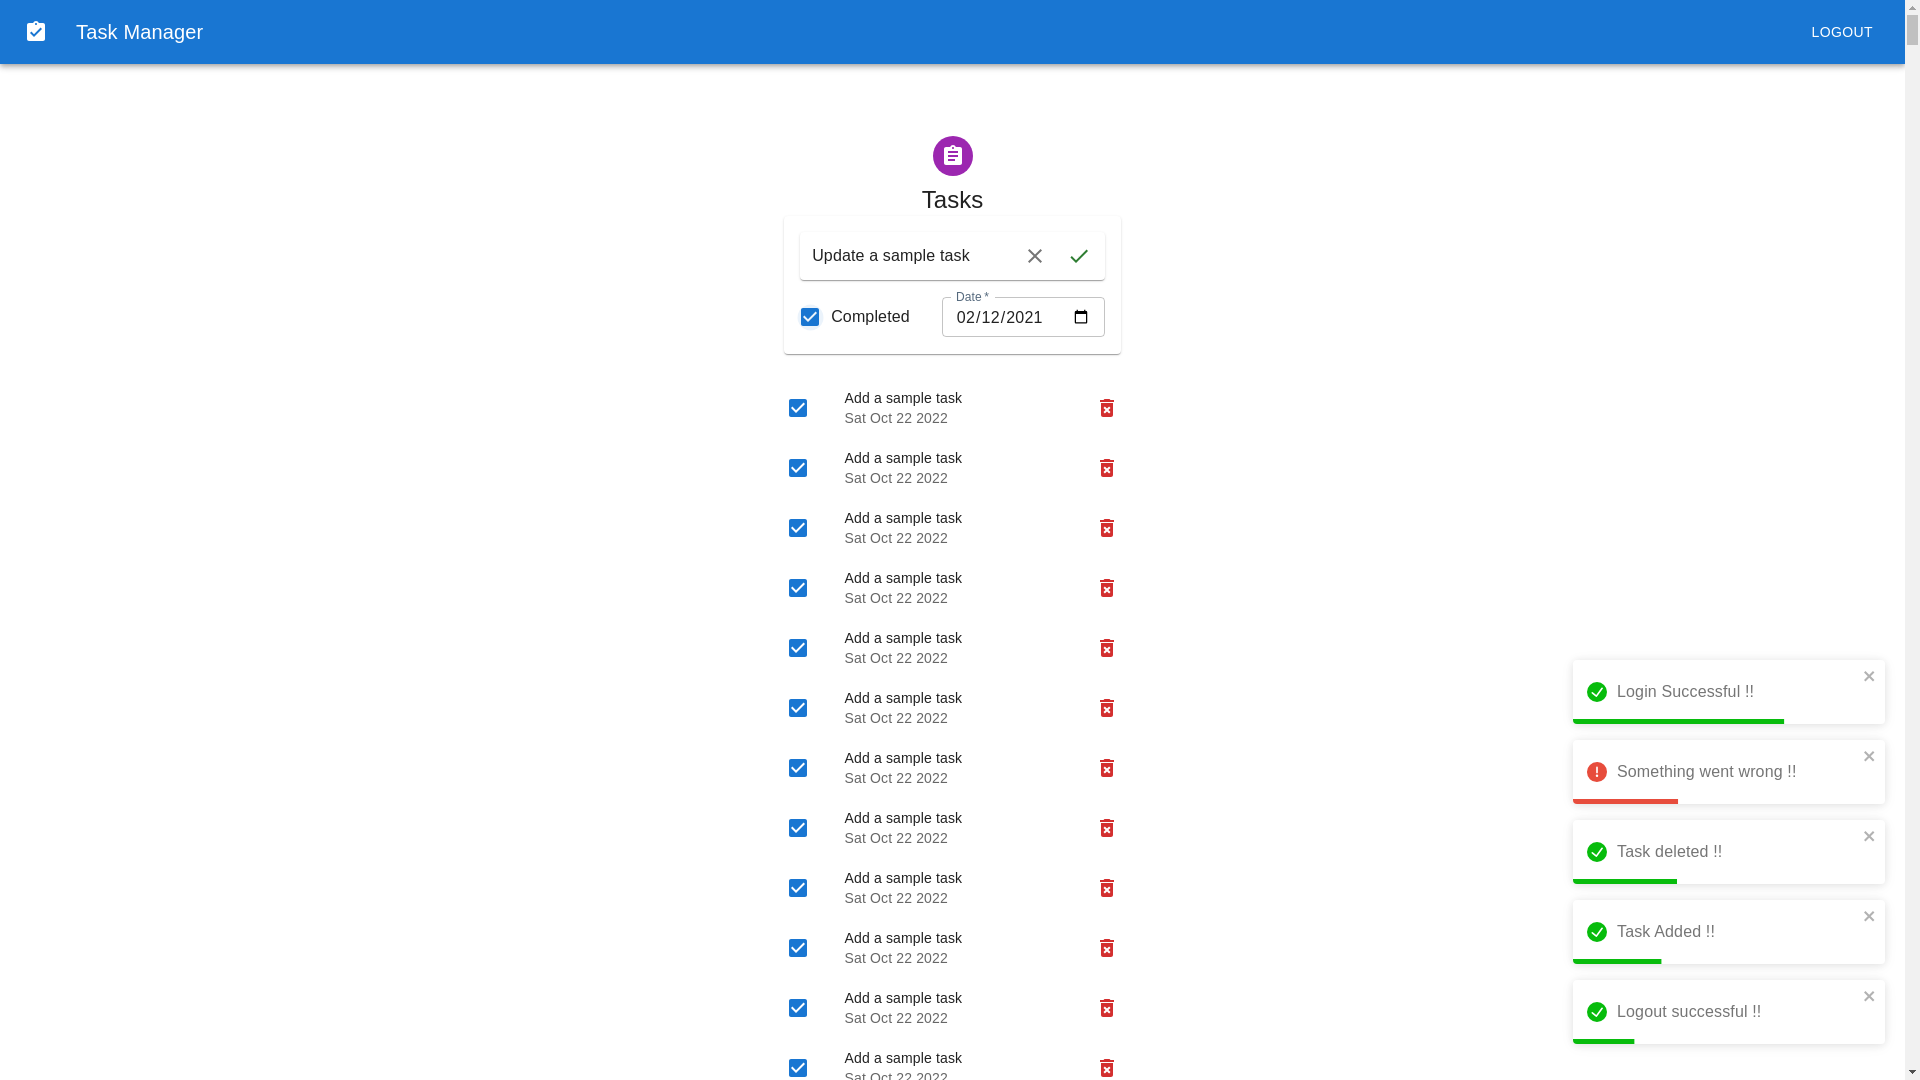 Task Manager
LOGOUT
Tasks
Update a sample task
Date *
Completed
02/12/2021
Add a sample task
Sat Oct 22 2022
Add a sample task
Sat Oct 22 2022
Add a sample task
Sat Oct 22 2022
Add a sample task
Sat Oct 22 2022
Add a sample task
Sat Oct 22 2022
Add a sample task
Sat Oct 22 2022
Add a sample task
Sat Oct 22 2022
Add a sample task
Sat Oct 22 2022
Add a sample task
Sat Oct 22 2022
Add a sample task
Sat Oct 22 2022
Add a sample task
Sat Oct 22 2022
Add a sample task
Sat Oct 22 2022
Login Successful !!
Something went wrong !!
Task deleted !!
Task Added !!
Logout successful !!